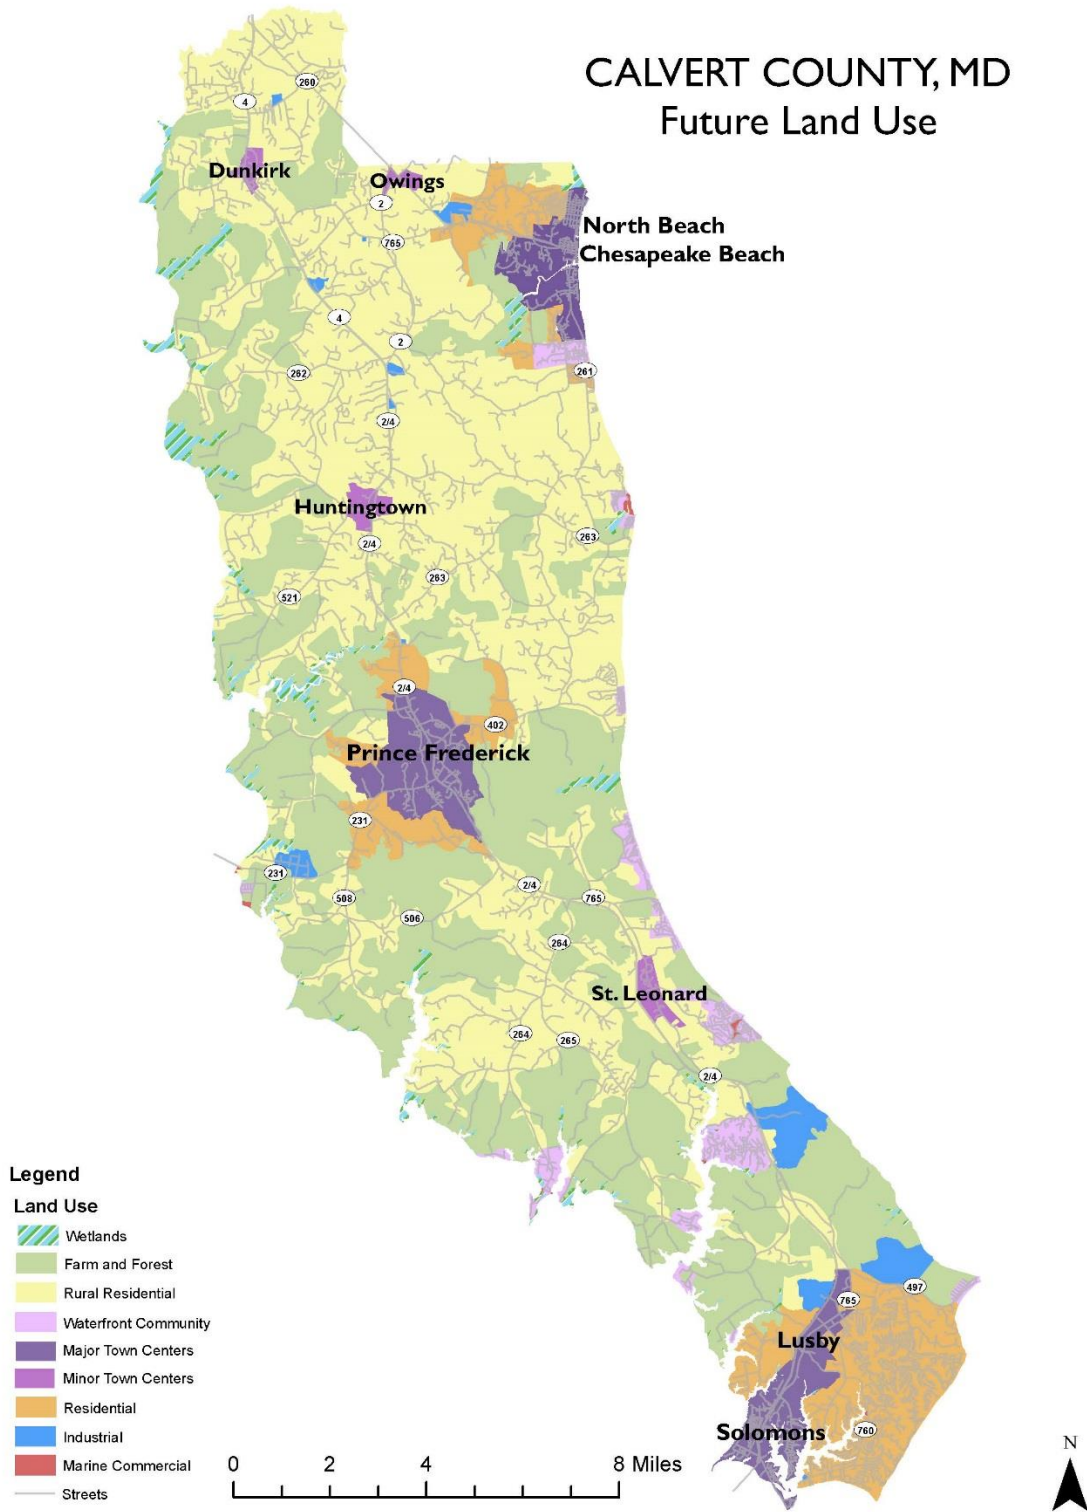 CALVERT COUNTY, MD
Future Land Use
260
4
Dunkirk
Owings
2
765
North Beach
Chesapeake Beach
4
2
262
261
2/4
Huntingtown
2/4
263
263
521
2/4
402
Prince Frederick
231
231
2/4
508
765
506
264
St. Leonard
264
265
2/4
497
765
Lusby
Solomons
760
Legend
Land Use
Wetlands
Farm and Forest
Rural Residential
Waterfront Community
Major Town Centers
Minor Town Centers
Residential
Industrial
Marine Commercial
Streets
0 2 4 8 Miles
N